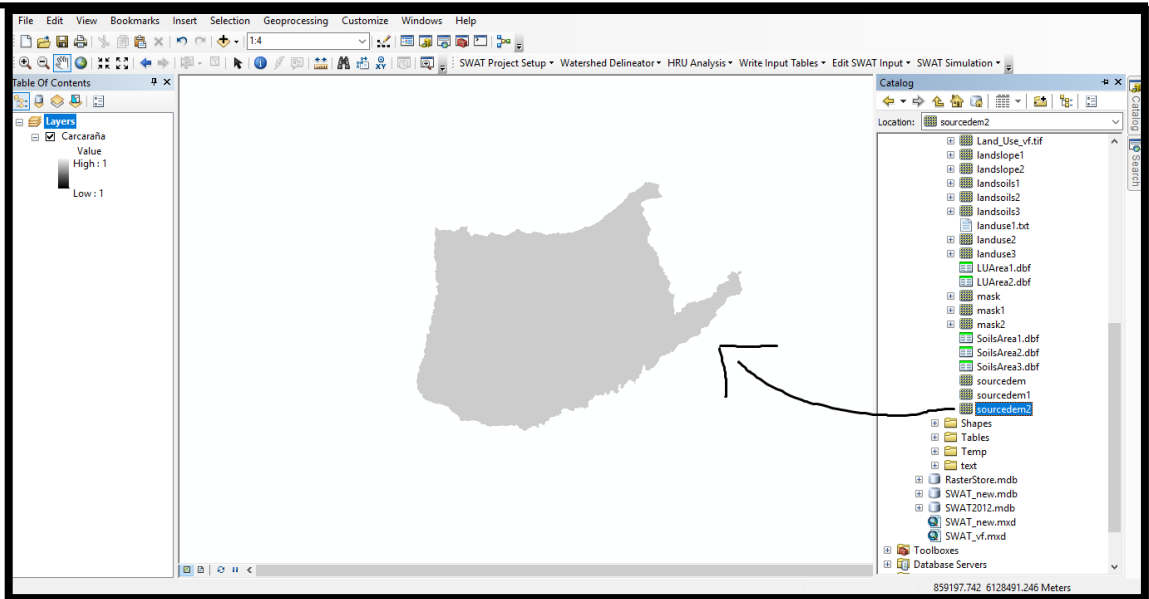 File Edit View Bookmarks Insert Selection Geoprocessing Customize Windows Help
1:4
SWAT Project Setup Watershed Delineator HRU Analysis Write Input Tables Edit SWAT Input SWAT Simulation
Table Of Contents
Layers
Carcaraña
Value
High : 1
Low : 1
Catalog
Location: sourcedem2
Land_Use_vf.tif
landslope1
landslope2
landsoils1
landsoils2
landsoils3
landuse1.txt
landuse2
landuse3
LUArea1.dbf
LUArea2.dbf
mask
mask1
mask2
SoilsArea1.dbf
SoilsArea2.dbf
SoilsArea3.dbf
sourcedem
sourcedem1
sourcedem2
Shapes
Tables
Temp
text
RasterStore.mdb
SWAT_new.mdb
SWAT2012.mdb
SWAT_new.mxd
SWAT_vf.mxd
Toolboxes
Database Servers
Catalog
Search
859197.742 6128491.246 Meters